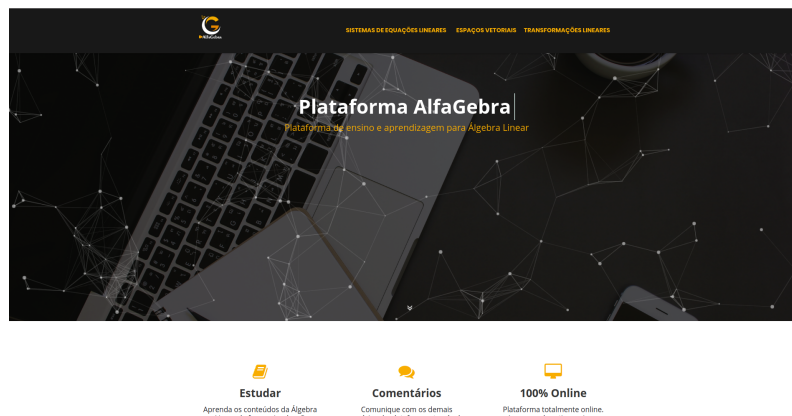 AlfaGebra
SISTEMAS DE EQUAÇÕES LINEARES ESPAÇOS VETORIAIS TRANSFORMAÇÕES LINEARES
Plataforma AlfaGebra
Plataforma de ensino e aprendizagem para Álgebra Linear
Estudar
Comentários
100% Online
Aprenda os conteúdos da Álgebra
Comunique com os demais
Plataforma totalmente online.